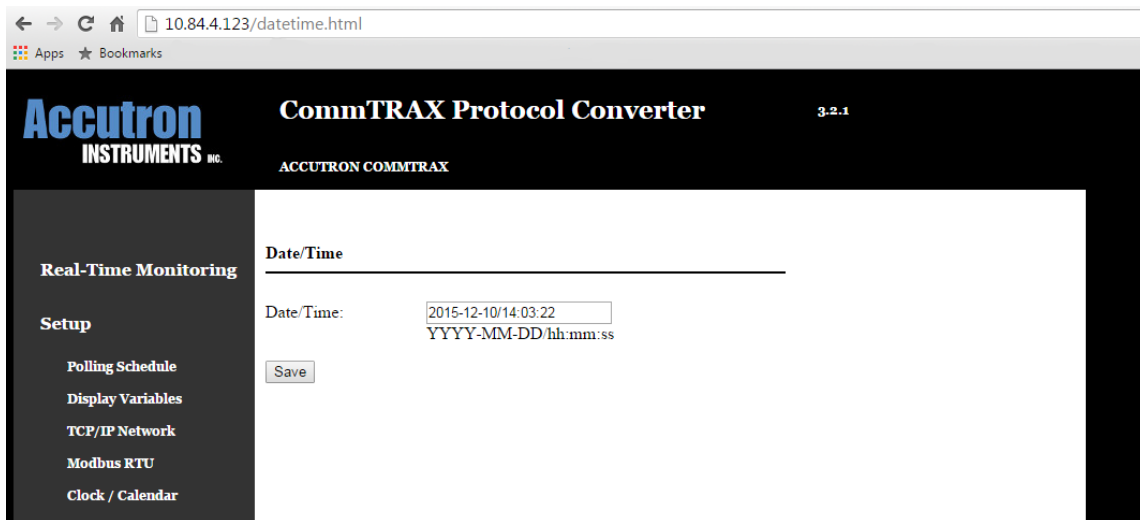 10.84.4.123/datetime.html
Apps Bookmarks
Accutron
INSTRUMENTS INC.
CommTRAX Protocol Converter 3.2.1
ACCUTRON COMMTRAX
Real-Time Monitoring
Setup
Polling Schedule
Display Variables
TCP/IP Network
Modbus RTU
Clock / Calendar
Date/Time
Date/Time: 2015-12-10/14:03:22
YYYY-MM-DD/hh:mm:ss
Save